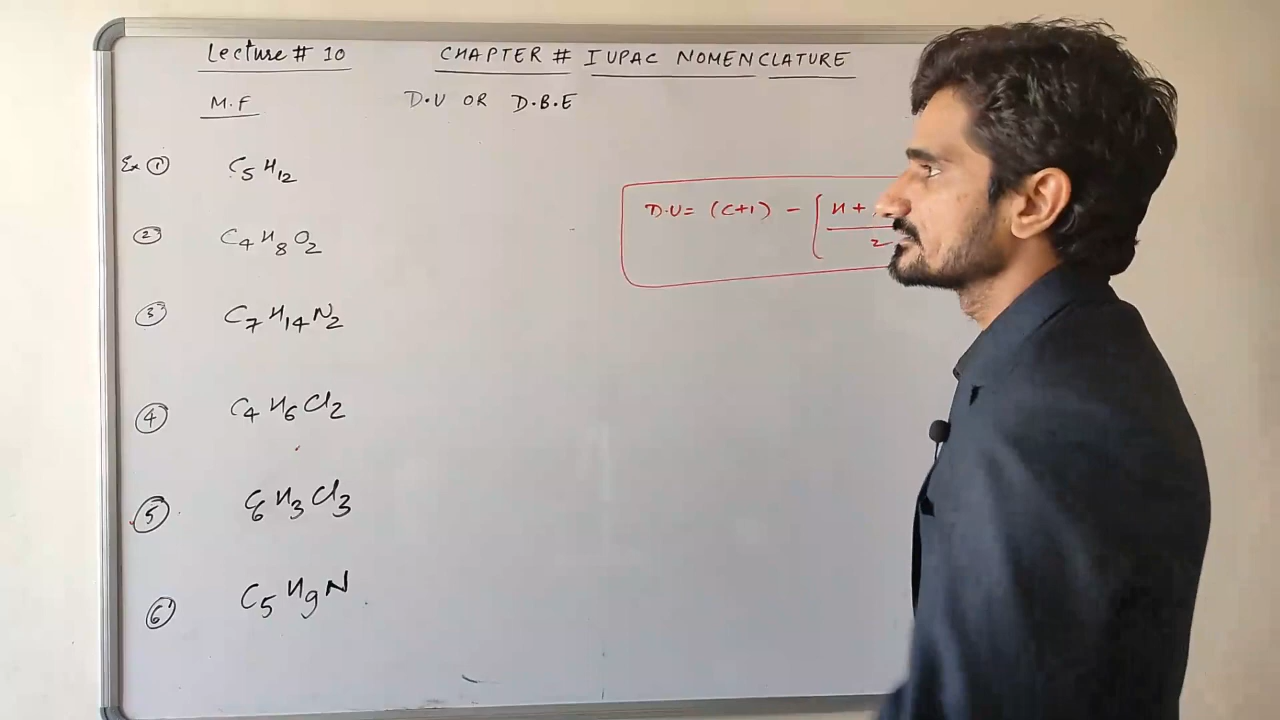 Lecture # 10 CHAPTER # IUPAC NOMENCLATURE
M.F D.U OR D.B.E
Ex ① C5H12
② C4H8O2
D.U = (C+1) - [H+
2
③ C7H14N2
④ C4H6Cl2
⑤ C6H3Cl3
⑥ C5H9N